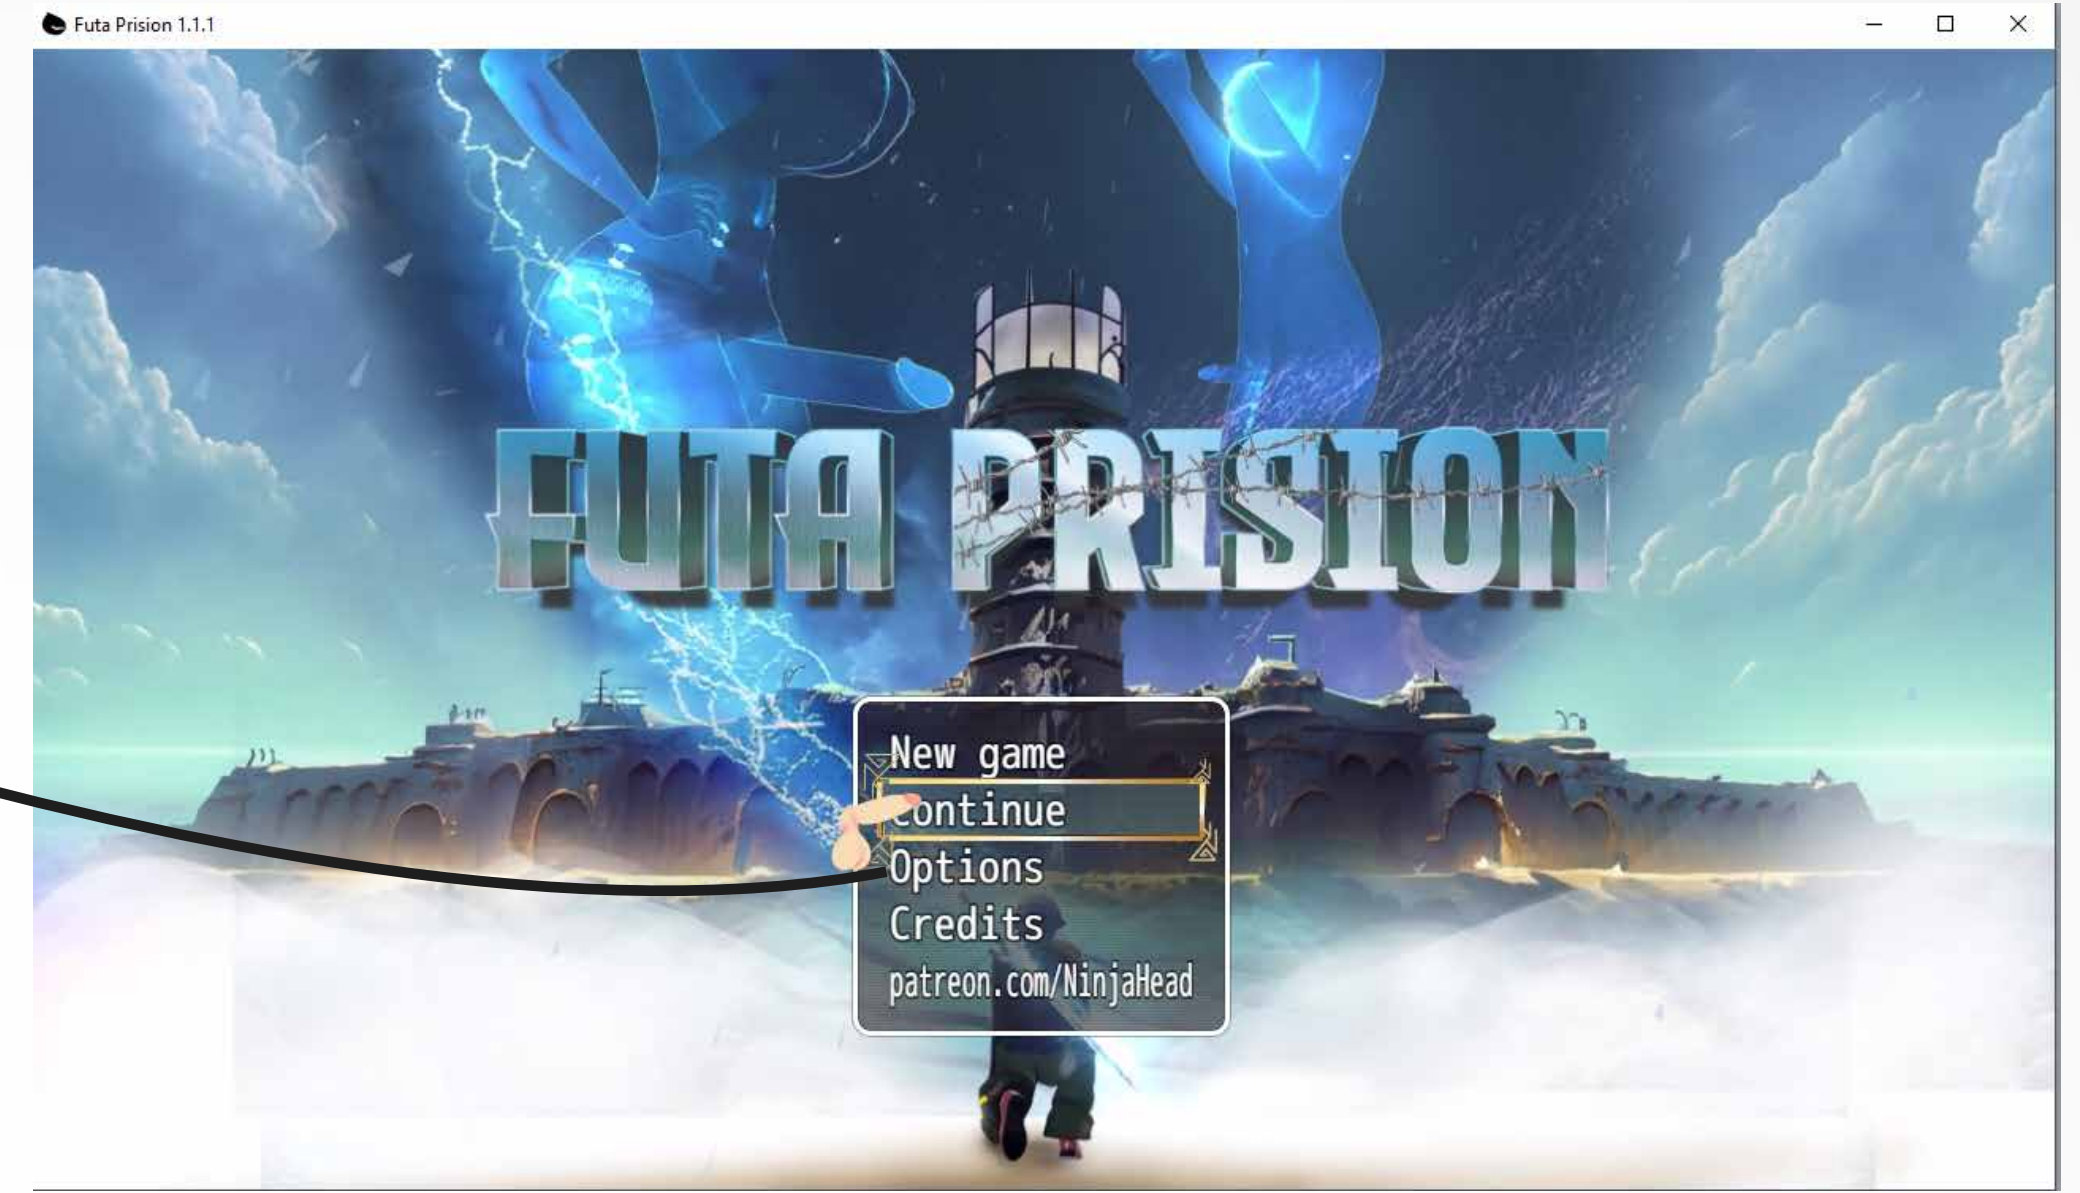 Futa Prision 1.1.1
FUTA PRISION
New game
Continue
Options
Credits
patreon.com/NinjaHead